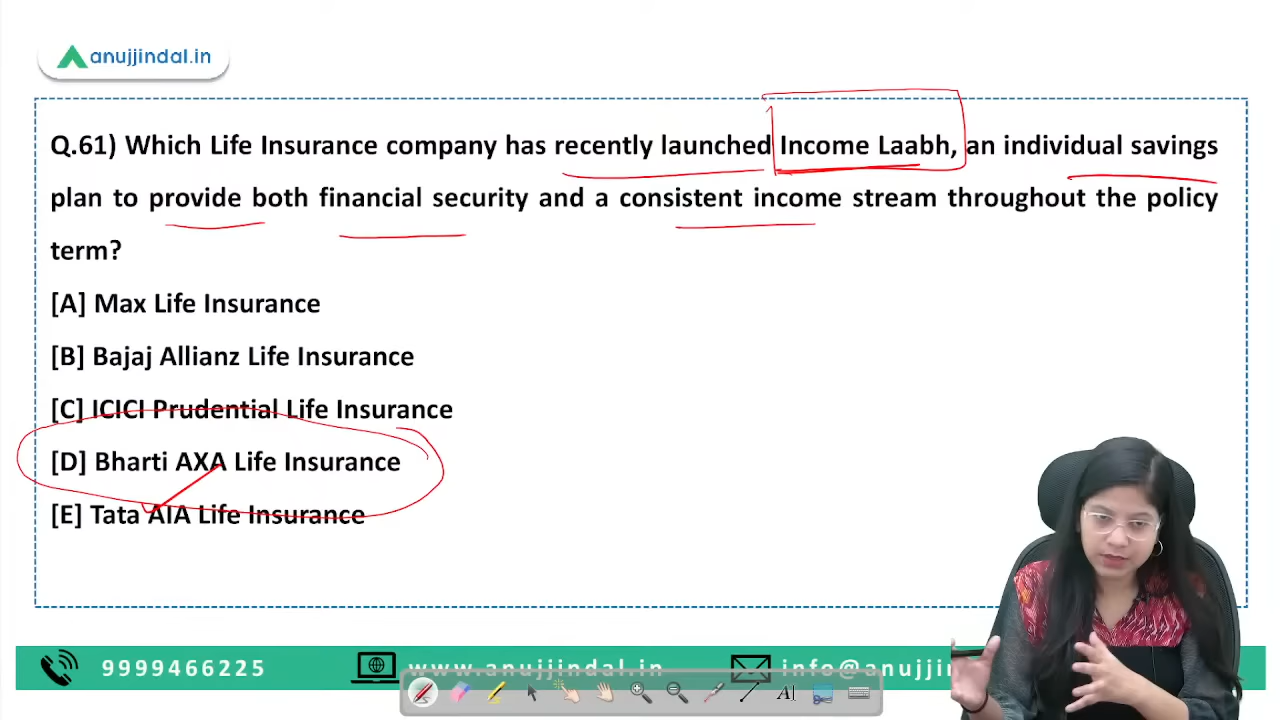 anujjindal.in
Q.61) Which Life Insurance company has recently launched Income Laabh, an individual savings
plan to provide both financial security and a consistent income stream throughout the policy
term?
[A] Max Life Insurance
[B] Bajaj Allianz Life Insurance
[C] ICICI Prudential Life Insurance
[D] Bharti AXA Life Insurance
[E] Tata AIA Life Insurance
9999466225 www.anujjindal.in info@anujji
A